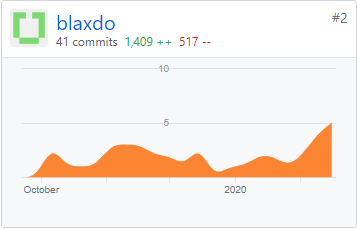 blaxdo
#2
41 commits 1,409 ++ 517 --
10
5
October 2020